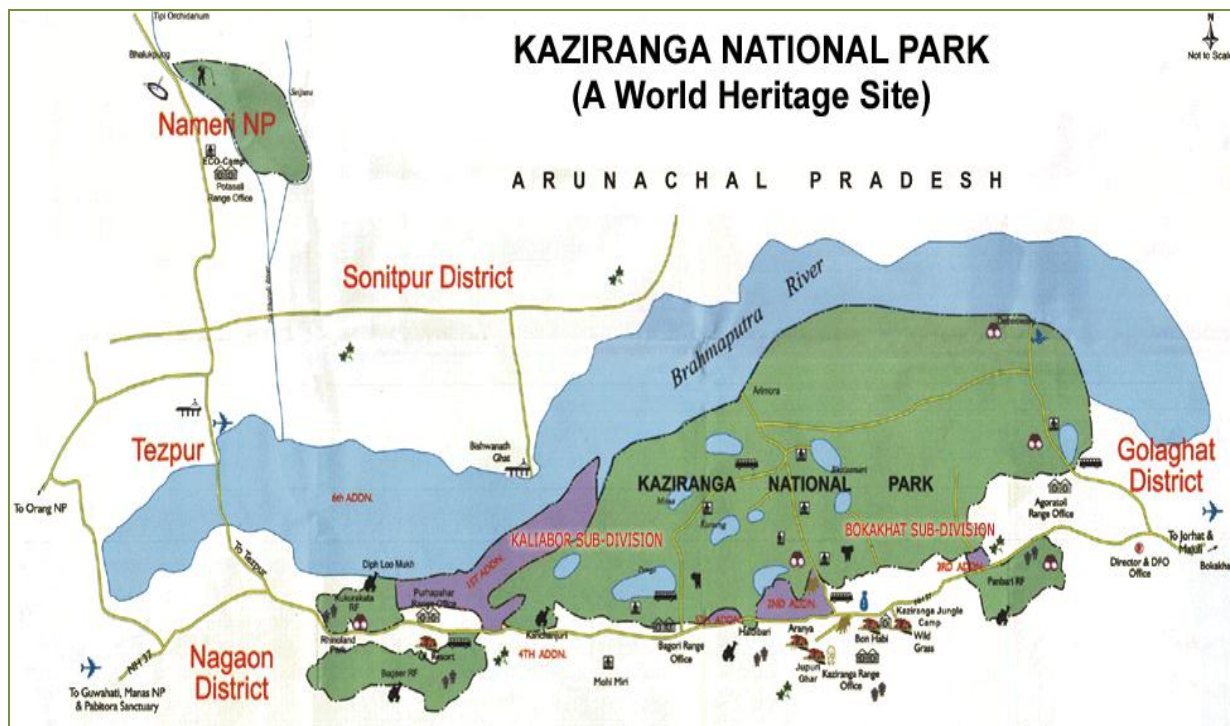 KAZIRANGA NATIONAL PARK
(A World Heritage Site)
N
Not to Scale
Tipi Orchidanum
Bhalukpung
Nameri NP
ECO-Camp
Potasali
Range Office
ARUNACHAL PRADESH
Sonitpur District
Brahmaputra River
Arimora
Tezpur
Bishwanath
Ghat
Golaghat
District
KAZIRANGA NATIONAL PARK
To Orang NP
6th ADDN.
KALIABOR SUB-DIVISION
BOKAKHAT SUB-DIVISION
Agoratoli
Range Office
To Jorhat &
Majuli
Bokakhat
Director & DFO
Office
To Tezpur
Diph Loo Mukh
1ST ADDN.
2ND ADDN.
3RD ADDN.
Panbari RF
Kukurakata
RF
Purhapahar
Range Office
Rhinoland
Park
Kanchanjuri
4TH ADDN.
Bagori Range
Office
Haldibari
Aranya
Bon Habi
Kaziranga Jungle
Camp
Wild
Grass
Jupuri
Ghar
Kaziranga Range
Office
Mohi Miri
Bagser RF
NH 37
Nagaon
District
To Guwahati, Manas NP
& Pabitora Sanctuary